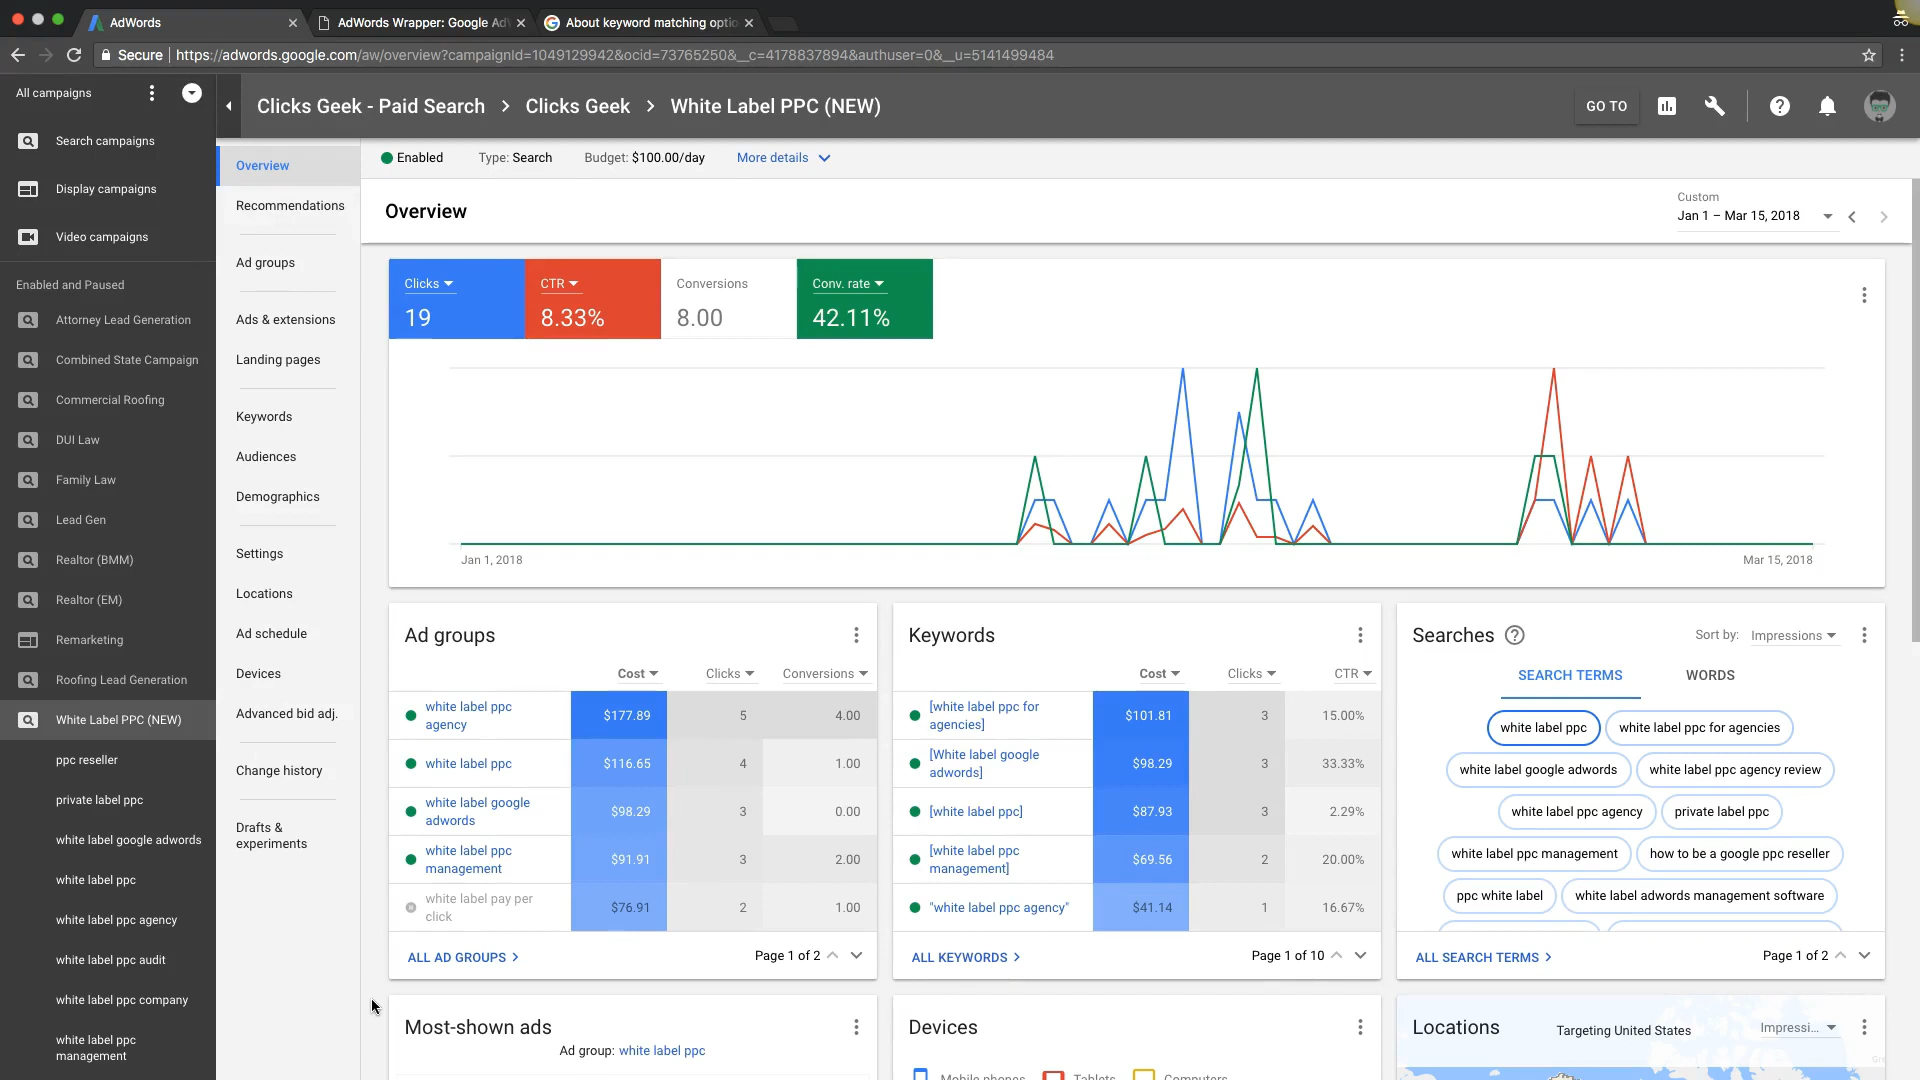 AdWords
AdWords Wrapper: Google Ad
About keyword matching optio
Secure
https://adwords.google.com/aw/overview?campaignId=1049129942&ocid=73765250&__c=4178837894&authuser=0&__u=5141499484
All campaigns
Clicks Geek - Paid Search > Clicks Geek > White Label PPC (NEW)
GO TO
Search campaigns
Display campaigns
Video campaigns
Enabled and Paused
Attorney Lead Generation
Combined State Campaign
Commercial Roofing
DUI Law
Family Law
Lead Gen
Realtor (BMM)
Realtor (EM)
Remarketing
Roofing Lead Generation
White Label PPC (NEW)
ppc reseller
private label ppc
white label google adwords
white label ppc
white label ppc agency
white label ppc audit
white label ppc company
white label ppc
management
Overview
Recommendations
Ad groups
Ads & extensions
Landing pages
Keywords
Audiences
Demographics
Settings
Locations
Ad schedule
Devices
Advanced bid adj.
Change history
Drafts &
experiments
Enabled
Type: Search
Budget: $100.00/day
More details
Overview
Custom
Jan 1 – Mar 15, 2018
Clicks
19
CTR
8.33%
Conversions
8.00
Conv. rate
42.11%
Jan 1, 2018
Mar 15, 2018
Ad groups
Cost Clicks Conversions
white label ppc
agency
$177.89 5 4.00
white label ppc $116.65 4 1.00
white label google
adwords
$98.29 3 0.00
white label ppc
management
$91.91 3 2.00
white label pay per
click
$76.91 2 1.00
ALL AD GROUPS >
Page 1 of 2
Keywords
Cost Clicks CTR
[white label ppc for
agencies]
$101.81 3 15.00%
[White label google
adwords]
$98.29 3 33.33%
[white label ppc] $87.93 3 2.29%
[white label ppc
management]
$69.56 2 20.00%
"white label ppc agency" $41.14 1 16.67%
ALL KEYWORDS >
Page 1 of 10
Searches
Sort by: Impressions
SEARCH TERMS WORDS
white label ppc
white label ppc for agencies
white label google adwords
white label ppc agency review
white label ppc agency
private label ppc
white label ppc management
how to be a google ppc reseller
ppc white label
white label adwords management software
ALL SEARCH TERMS >
Page 1 of 2
Most-shown ads
Ad group: white label ppc
Devices
Mobile phones
Tablets
Computers
Locations
Targeting United States
Impressi...